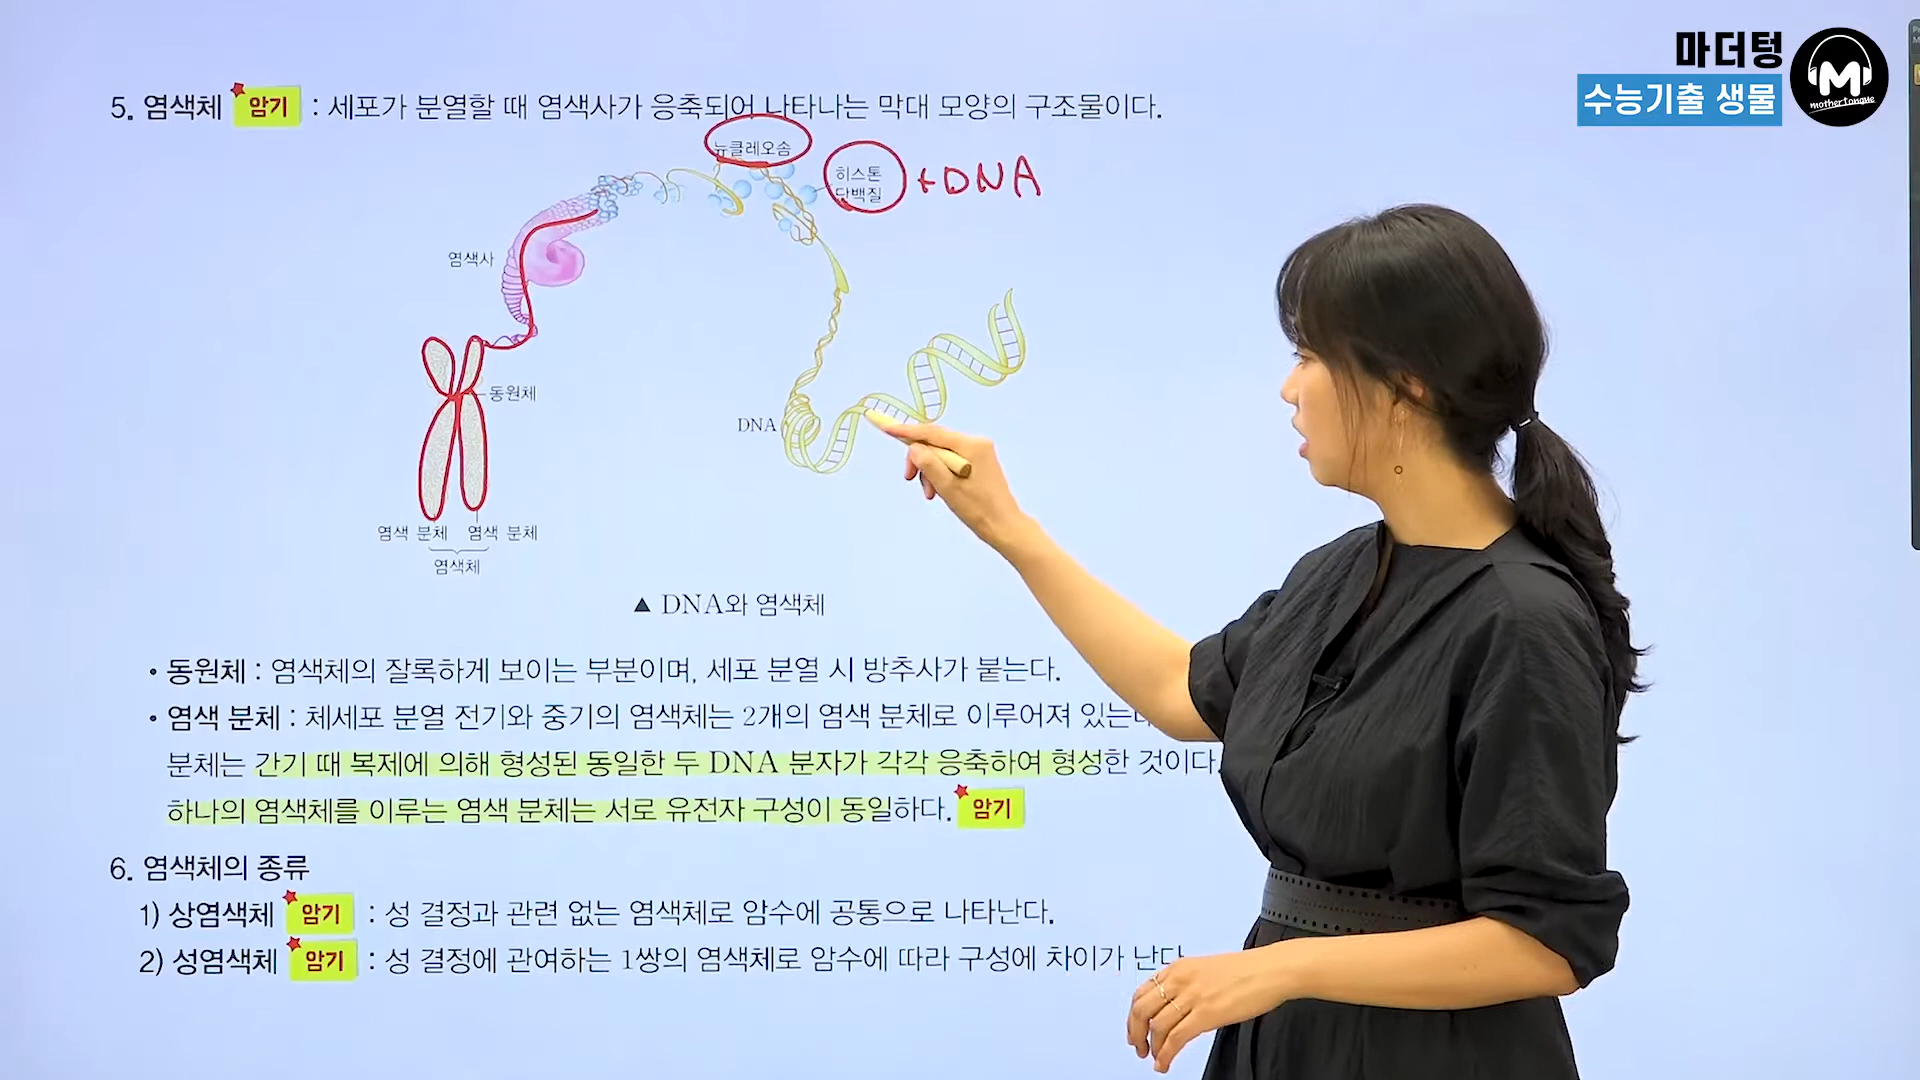 마더텅
수능기출 생물
M
mothertongue
5. 염색체 암기 : 세포가 분열할 때 염색사가 응축되어 나타나는 막대 모양의 구조물이다.
뉴클레오솜
히스톤
단백질
+DNA
염색사
동원체
DNA
염색 분체 염색 분체
염색체
▲ DNA와 염색체
• 동원체 : 염색체의 잘록하게 보이는 부분이며, 세포 분열 시 방추사가 붙는다.
• 염색 분체 : 체세포 분열 전기와 중기의 염색체는 2개의 염색 분체로 이루어져 있는
분체는 간기 때 복제에 의해 형성된 동일한 두 DNA 분자가 각각 응축하여 형성한 것이다.
하나의 염색체를 이루는 염색 분체는 서로 유전자 구성이 동일하다. 암기
6. 염색체의 종류
1) 상염색체 암기 : 성 결정과 관련 없는 염색체로 암수에 공통으로 나타난다.
2) 성염색체 암기 : 성 결정에 관여하는 1쌍의 염색체로 암수에 따라 구성에 차이가 난다